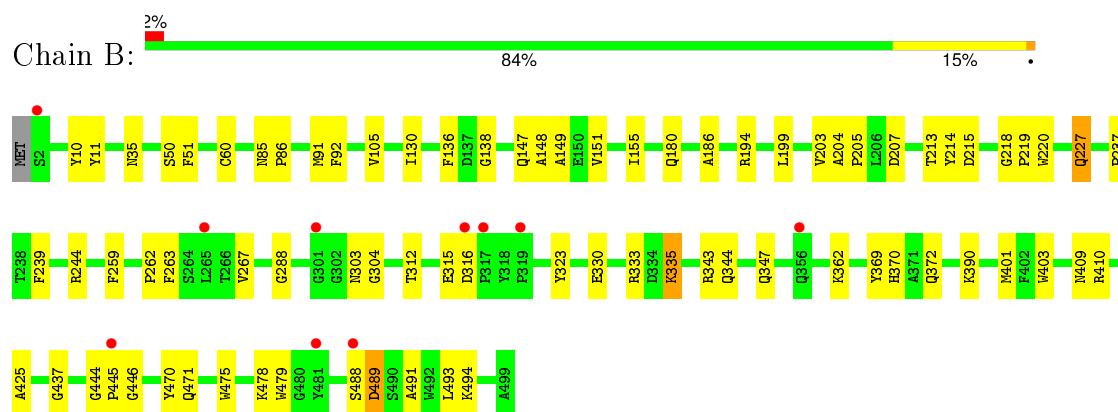 2%
Chain B:
84% 15% •
MET S2 Y10 Y11 N35 S50 F51 C60 N85 P86 M91 F92 V105 I130 F136 D137 G138 Q147 A148 A149 E150 V151 I155 Q180 A186 R194 L199 V203 A204 P205 L206 D207 T213 Y214 D215 G218 P219 W220 Q227
T238 F239 R244 F259 P262 F263 S264 L265 T266 V267 G288 G301 G302 N303 G304 T312 E315 D316 P317 Y318 P319 Y323 E330 R333 D334 K335 R343 Q344 Q347 Q356 K362 Y369 H370 A371 Q372 K390 M401 F402 W403 N409 R410
A425 G437 G444 P445 G446 Y470 Q471 W475 K478 W479 G480 Y481 S488 D489 S490 A491 W492 L493 K494 A499